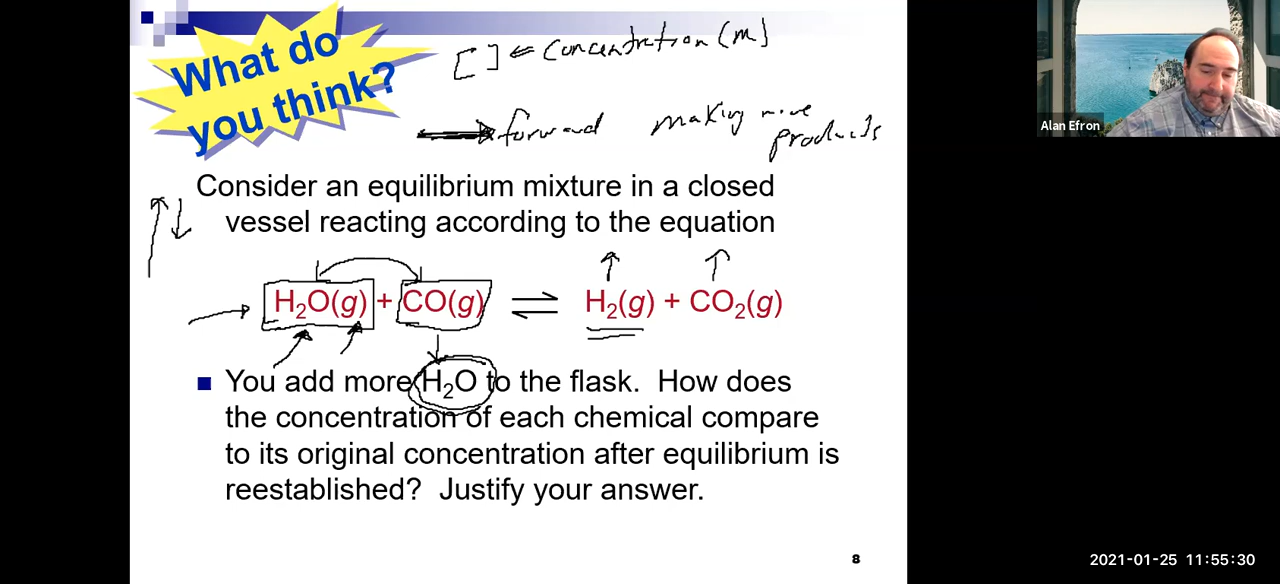 What do
you think?
[ ] ← concentration (m)
→ forward making more
products
Alan Efron
Consider an equilibrium mixture in a closed
vessel reacting according to the equation
↑↓
H₂O(g) + CO(g) ⇌ H₂(g) + CO₂(g)
■ You add more H₂O to the flask. How does
the concentration of each chemical compare
to its original concentration after equilibrium is
reestablished? Justify your answer.
8
2021-01-25 11:55:30